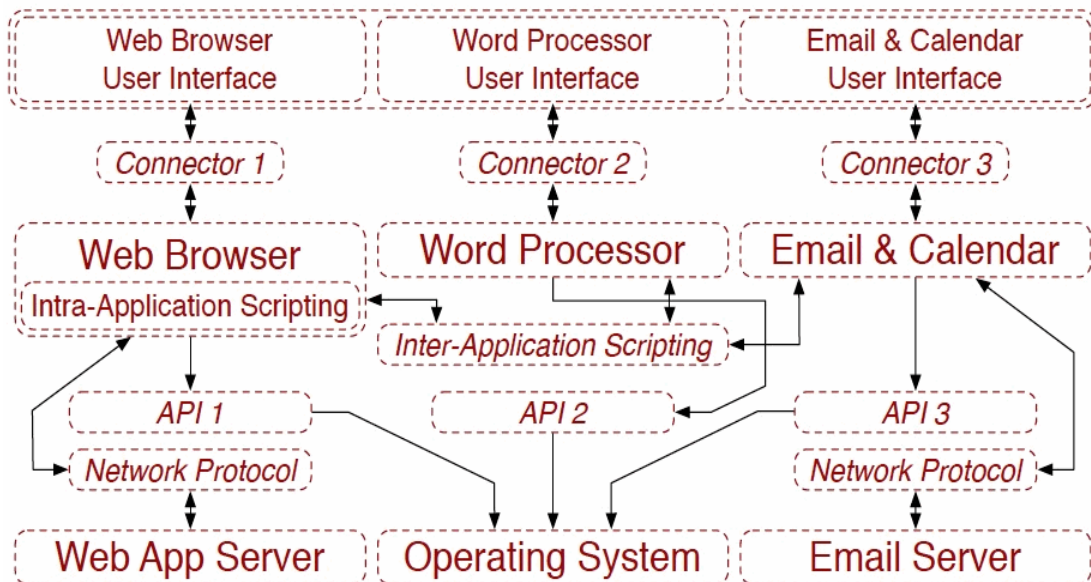 Web Browser
User Interface
Word Processor
User Interface
Email & Calendar
User Interface
Connector 1
Connector 2
Connector 3
Web Browser
Intra-Application Scripting
Word Processor
Email & Calendar
Inter-Application Scripting
API 1
API 2
API 3
Network Protocol
Network Protocol
Web App Server
Operating System
Email Server